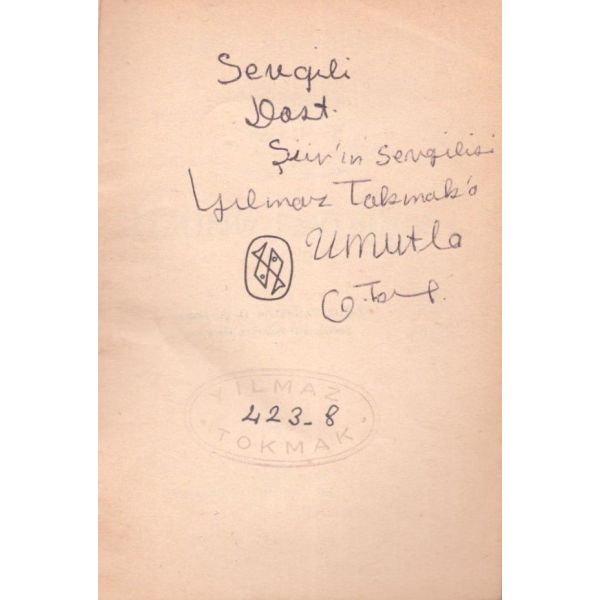 Sevgili
Dost.
Şiir'in Sevgilisi
Yılmaz Tokmak'a
UMUTLA
YILMAZ
423-8
TOKMAK